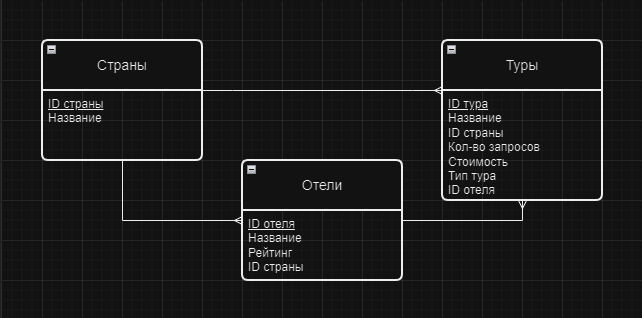 Страны
ID страны
Название
Туры
ID тура
Название
ID страны
Кол-во запросов
Стоимость
Тип тура
ID отеля
Отели
ID отеля
Название
Рейтинг
ID страны